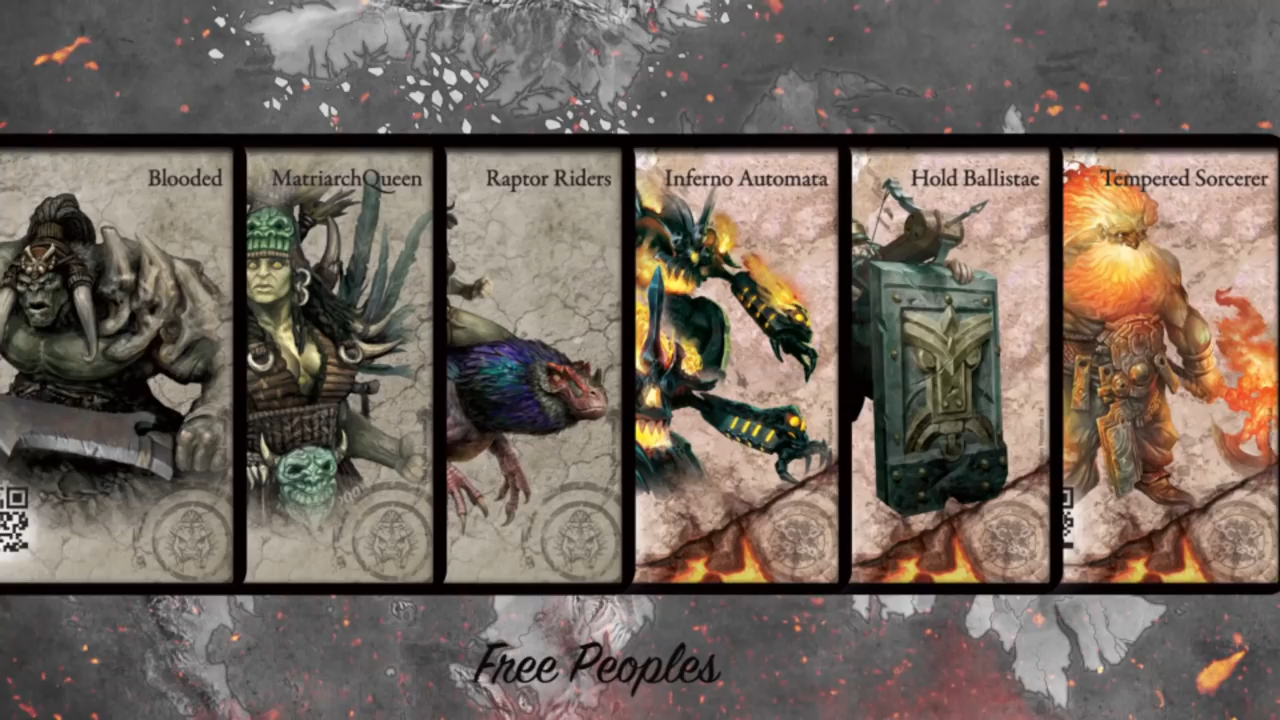 Blooded
MatriarchQueen
Raptor Riders
Inferno Automata
Hold Ballistae
Tempered Sorcerer
Free Peoples